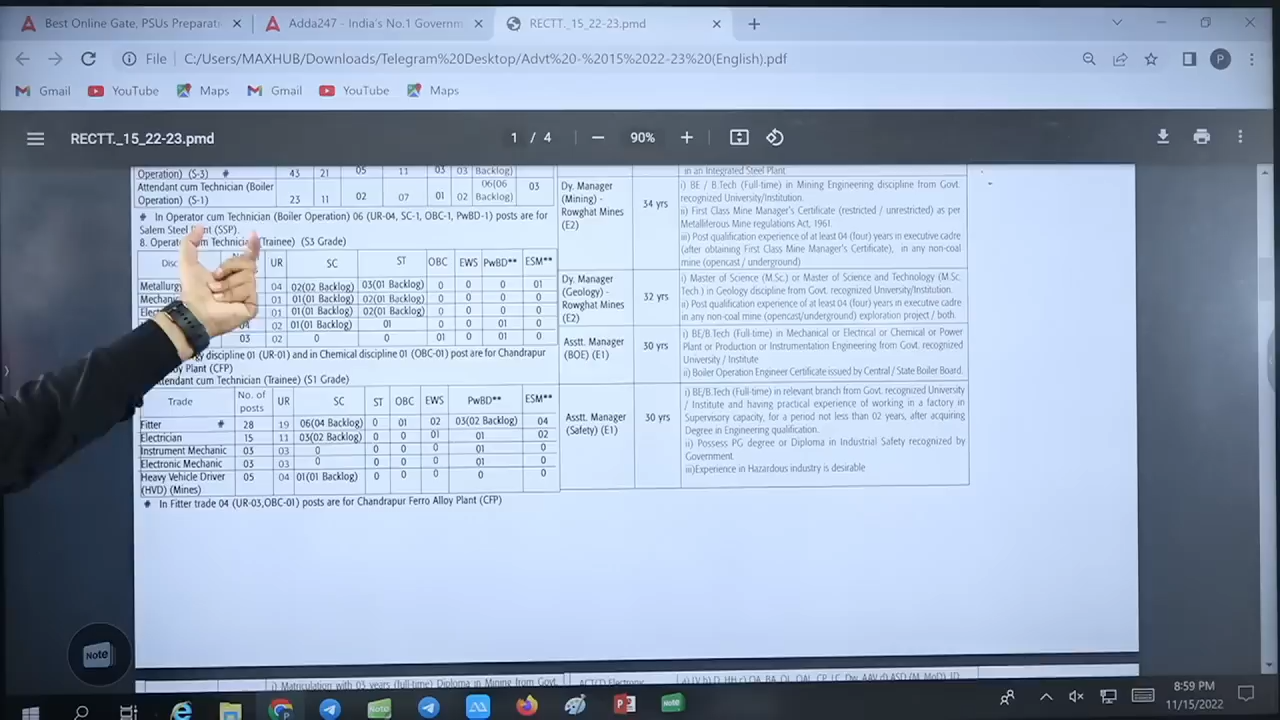 Best Online Gate, PSUs Preparat
Adda247 - India's No.1 Governm
RECTT._15_22-23.pmd
File
C:/Users/MAXHUB/Downloads/Telegram%20Desktop/Advt%20-%2015%2022-23%20(English).pdf
P
Gmail YouTube Maps Gmail YouTube Maps
RECTT._15_22-23.pmd
1 / 4
90%
Operation) (S-3) # 43 21 05 11 03 03 Backlog)
Attendant cum Technician (Boiler
Operation) (S-1) 23 11 02 07 01 02 06(06 Backlog) 03
# In Operator cum Technician (Boiler Operation) 06 (UR-04, SC-1, OBC-1, PwBD-1) posts are for
Salem Steel Plant (SSP).
8. Operator cum Technician (Trainee) (S3 Grade)
UR SC ST OBC EWS PwBD** ESM**
Metallurgy 04 02(02 Backlog) 03(01 Backlog) 0 0 0 01
01 01(01 Backlog) 02(01 Backlog) 0 0 0 0
01 01(01 Backlog) 02(01 Backlog) 0 0 0 0
04 02 01(01 Backlog) 01 0 0 01 0
03 02 0 0 0 0 01 0
discipline 01 (UR-01) and in Chemical discipline 01 (OBC-01) post are for Chandrapur
Plant (CFP)
Attendant cum Technician (Trainee) (S1 Grade)
Trade No. of posts UR SC ST OBC EWS PwBD** ESM**
Fitter # 28 19 06(04 Backlog) 0 01 02 03(02 Backlog) 04
Electrician 15 11 03(02 Backlog) 0 0 01 01 02
Instrument Mechanic 03 03 0 0 0 0 01 0
Electronic Mechanic 03 03 0 0 0 0 01 0
Heavy Vehicle Driver
(HVD) (Mines) 05 04 01(01 Backlog) 0 0 0 0 0
# In Fitter trade 04 (UR-03,OBC-01) posts are for Chandrapur Ferro Alloy Plant (CFP)
in an Integrated Steel Plant
Dy. Manager
(Mining) -
Rowghat Mines
(E2)
34 yrs
i) BE / B.Tech (Full-time) in Mining Engineering discipline from Govt.
recognized University/Institution.
ii) First Class Mine Manager's Certificate (restricted / unrestricted) as per
Metalliferous Mine regulations Act, 1961.
iii) Post qualification experience of at least 04 (four) years in executive cadre
(after obtaining First Class Mine Manager's Certificate), in any non-coal
mine (opencast / underground)
Dy. Manager
(Geology) -
Rowghat Mines
(E2)
32 yrs
i) Master of Science (M.Sc.) or Master of Science and Technology (M.Sc.
Tech.) in Geology discipline from Govt. recognized University/Institution.
ii) Post qualification experience of at least 04 (four) years in executive cadre
in any non-coal mine (opencast/underground) exploration project / both.
Asstt. Manager
(BOE) (E1)
30 yrs
i) BE/B.Tech (Full-time) in Mechanical or Electrical or Chemical or Power
Plant or Production or Instrumentation Engineering from Govt. recognized
University / Institute
ii) Boiler Operation Engineer Certificate issued by Central / State Boiler Board.
Asstt. Manager
(Safety) (E1)
30 yrs
i) BE/B.Tech (Full-time) in relevant branch from Govt. recognized University
/ Institute and having practical experience of working in a factory in
Supervisory capacity, for a period not less than 02 years, after acquiring
Degree in Engineering qualification.
ii) Possess PG degree or Diploma in Industrial Safety recognized by
Government.
iii)Experience in Hazardous industry is desirable
Note
i) Matriculation with 03 years (full-time) Diploma in Mining from Govt.
8:59 PM
11/15/2022